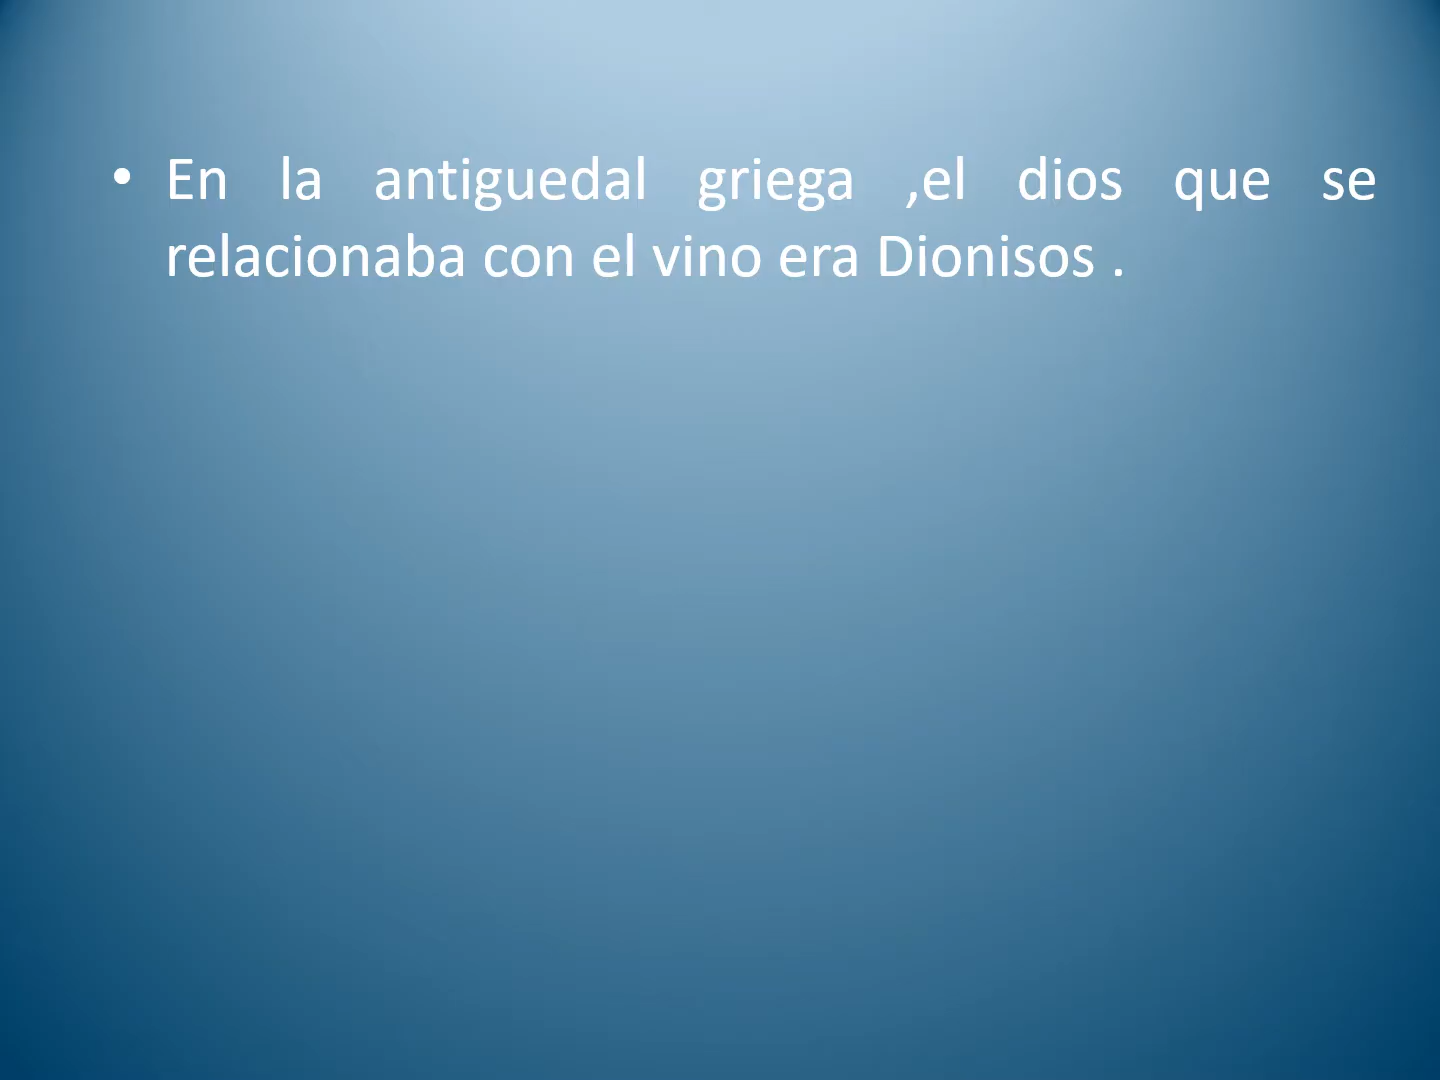 • En la antiguedal griega ,el dios que se
relacionaba con el vino era Dionisos .